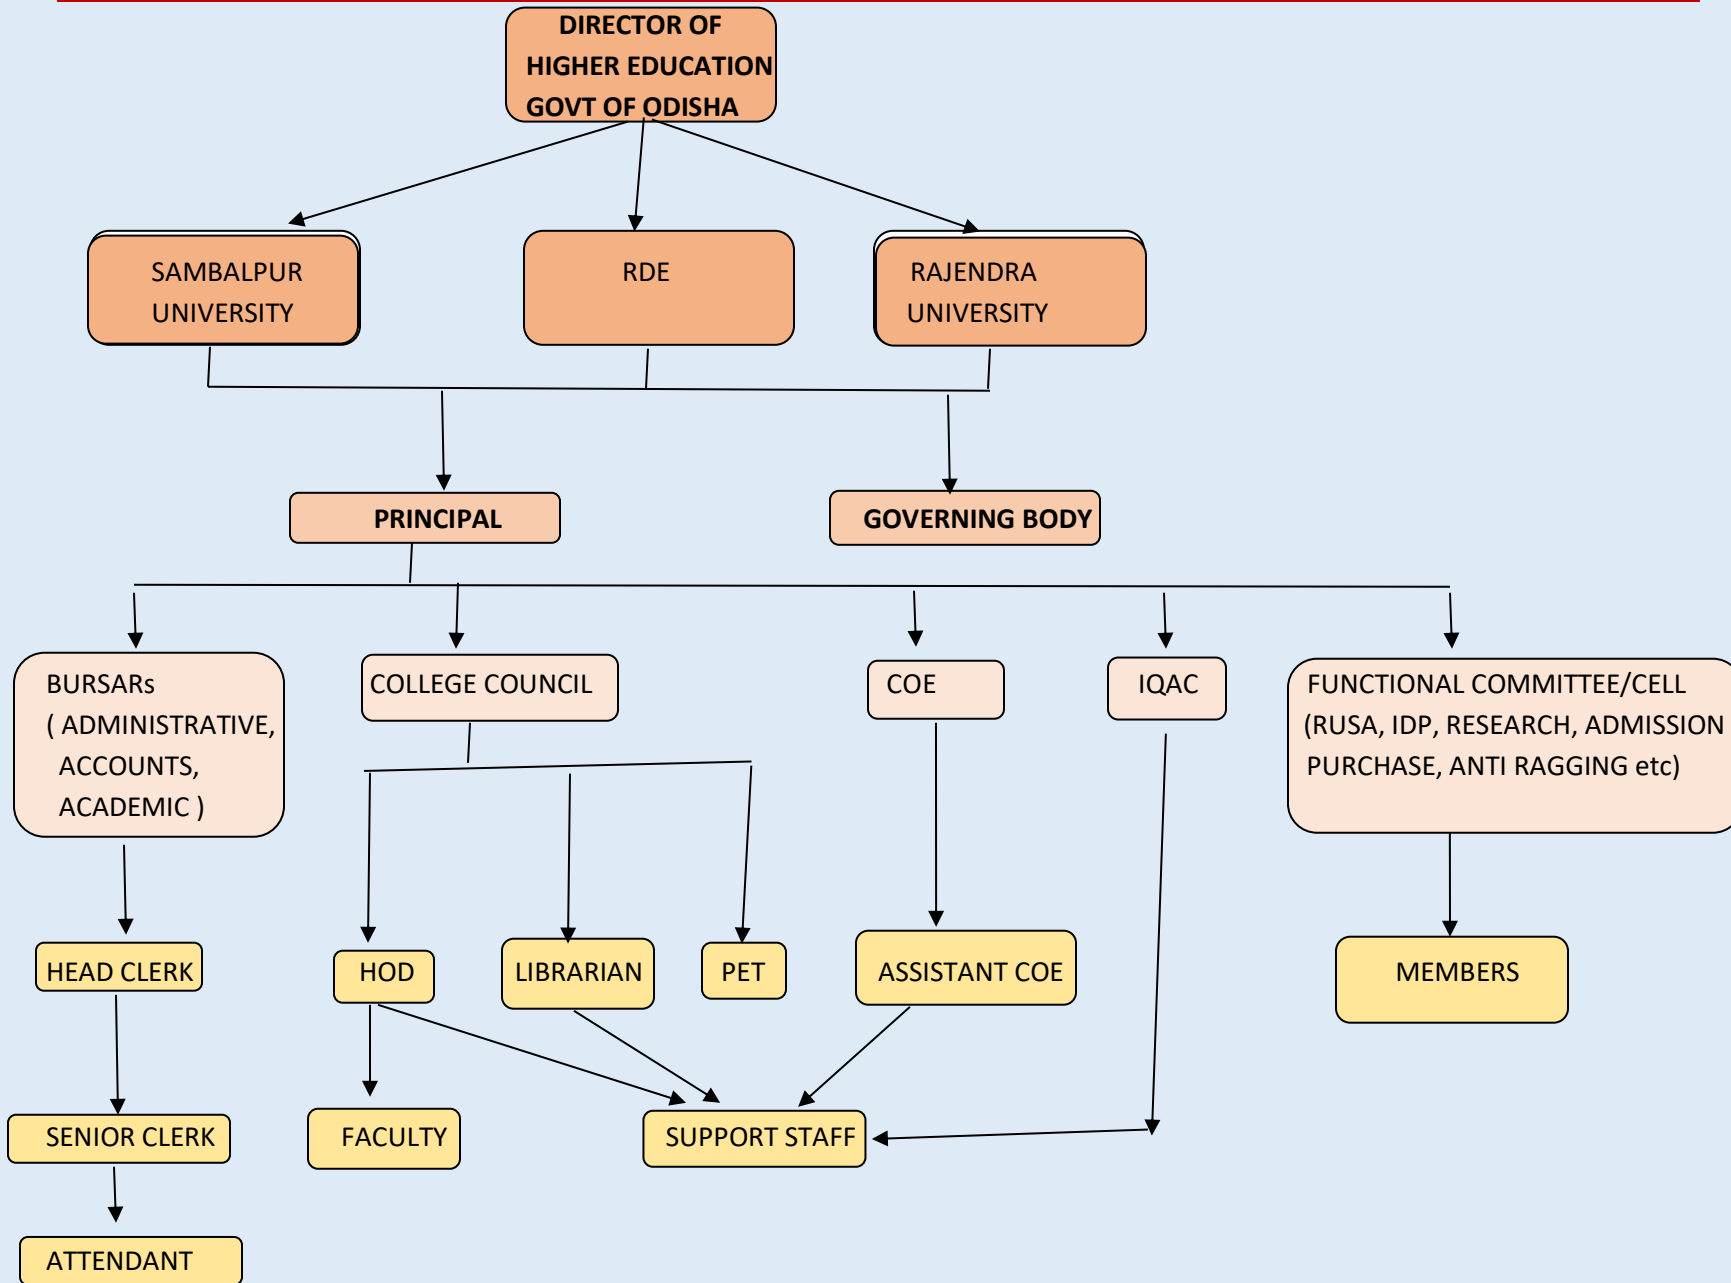 DIRECTOR OF
HIGHER EDUCATION
GOVT OF ODISHA
SAMBALPUR
UNIVERSITY
RDE
RAJENDRA
UNIVERSITY
PRINCIPAL
GOVERNING BODY
BURSARs
( ADMINISTRATIVE,
ACCOUNTS,
ACADEMIC )
COLLEGE COUNCIL
COE
IQAC
FUNCTIONAL COMMITTEE/CELL
(RUSA, IDP, RESEARCH, ADMISSION
PURCHASE, ANTI RAGGING etc)
HEAD CLERK
HOD
LIBRARIAN
PET
ASSISTANT COE
MEMBERS
SENIOR CLERK
FACULTY
SUPPORT STAFF
ATTENDANT